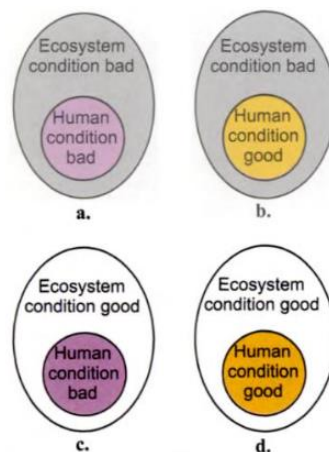 Ecosystem
condition bad
Human
condition
bad
a.
Ecosystem
condition bad
Human
condition
good
b.
Ecosystem
condition good
Human
condition
bad
c.
Ecosystem
condition good
Human
condition
good
d.